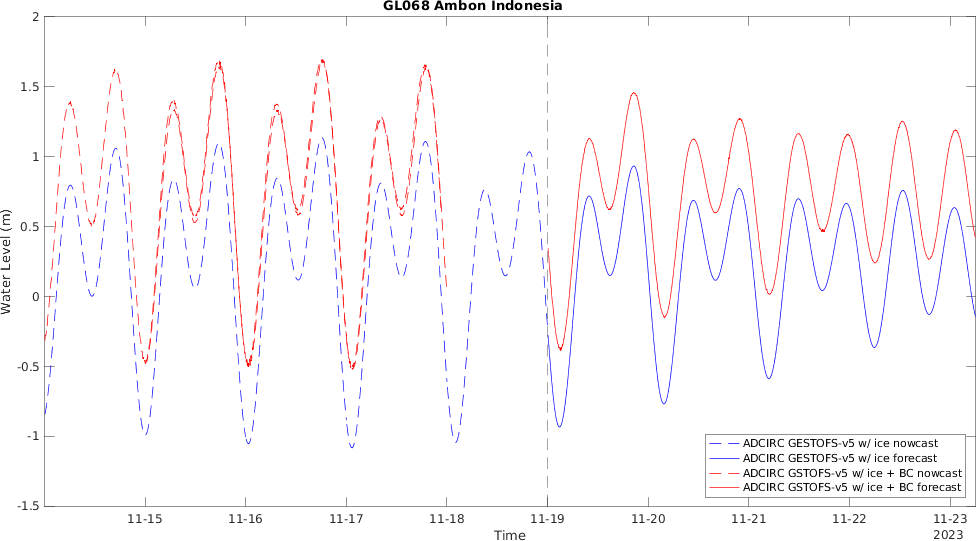 GL068 Ambon Indonesia
Water Level (m)
2
1.5
1
0.5
0
-0.5
-1
-1.5
11-15
11-16
11-17
11-18
11-19
11-20
11-21
11-22
11-23
Time
2023
ADCIRC GESTOFS-v5 w/ ice nowcast
ADCIRC GESTOFS-v5 w/ ice forecast
ADCIRC GSTOFS-v5 w/ ice + BC nowcast
ADCIRC GSTOFS-v5 w/ ice + BC forecast